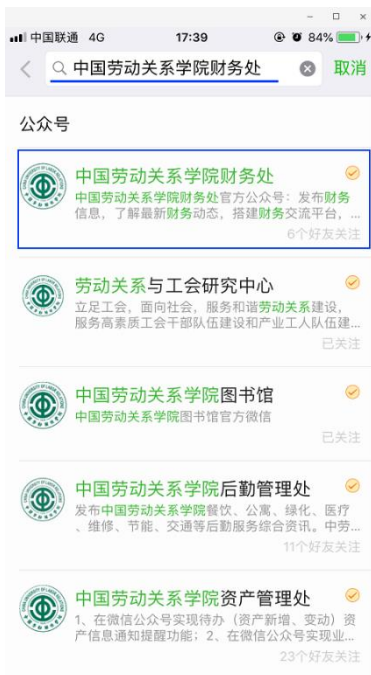 中国联通 4G 17:39 84%
中国劳动关系学院财务处 取消
公众号
中国劳动关系学院财务处
中国劳动关系学院财务处官方公众号：发布财务
信息，了解最新财务动态，搭建财务交流平台，...
6个好友关注
劳动关系与工会研究中心
立足工会，面向社会，服务和谐劳动关系建设，
服务高素质工会干部队伍建设和产业工人队伍建...
已关注
中国劳动关系学院图书馆
中国劳动关系学院图书馆官方微信
已关注
中国劳动关系学院后勤管理处
发布中国劳动关系学院餐饮、公寓、绿化、医疗
、维修、节能、交通等后勤服务综合资讯。中劳...
11个好友关注
中国劳动关系学院资产管理处
1、在微信公众号实现待办（资产新增、变动）资
产信息通知提醒功能；2、在微信公众号实现业...
23个好友关注